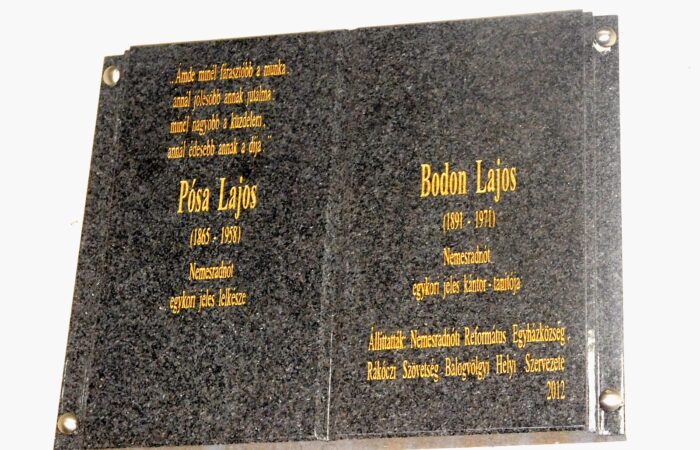 „Ámde minél fárasztóbb a munka,
annál jólesőbb annak jutalma,
minél nagyobb a küzdelem,
annál édesebb annak a díja.”
Pósa Lajos
(1865 - 1958)
Nemesradnót
egykori jeles lelkésze
Bodon Lajos
(1891 - 1971)
Nemesradnót
egykori jeles kántor - tanítója
Állíttatták: Nemesradnóti Református Egyházközség
Rákóczi Szövetség Balogvölgyi Helyi Szervezete
2012